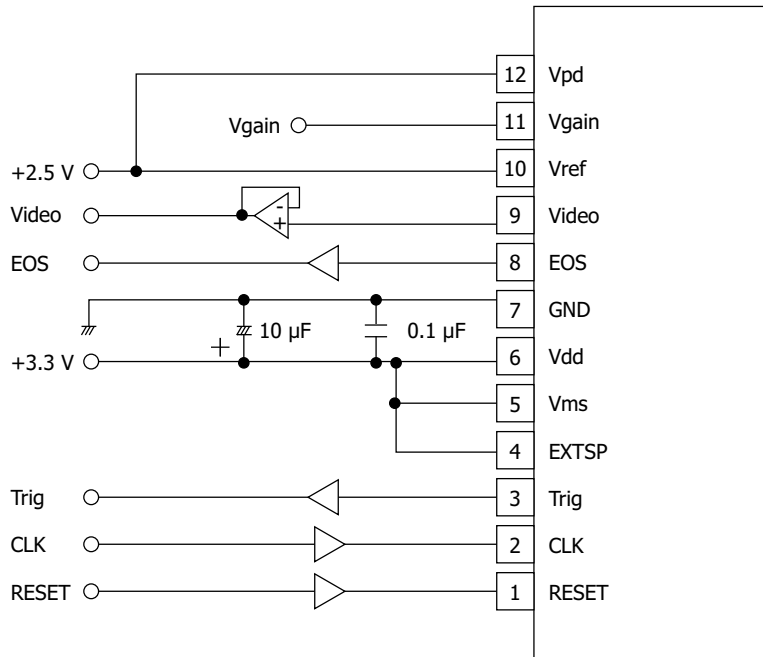 12 Vpd
Vgain 11 Vgain
+2.5 V 10 Vref
Video - + 9 Video
EOS 8 EOS
7 GND
10 µF 0.1 µF
+
+3.3 V 6 Vdd
5 Vms
4 EXTSP
Trig 3 Trig
CLK 2 CLK
RESET 1 RESET